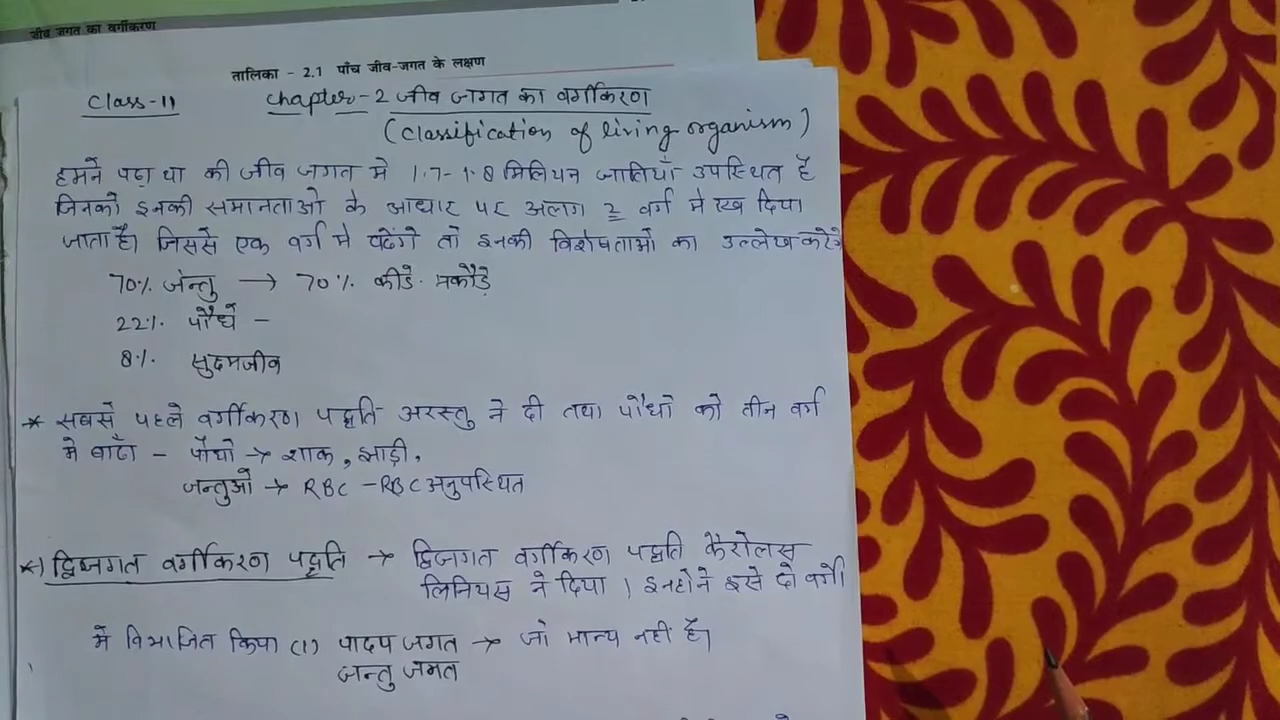 जीव जगत का वर्गीकरण
तालिका - 2.1 पाँच जीव-जगत के लक्षण
Class-11 Chapter-2 जीव जगत का वर्गीकरण
(Classification of living organism)
हमने पढ़ा था की जीव जगत मे 1.7-1.8 मिलियन जातियाँ उपस्थित है
जिनको इनकी समानताओ के आधार पर अलग २ वर्ग मे रख दिया
जाता है। जिससे एक वर्ग मे पढेंगे तो इनकी विशेषताओ का उल्लेख करेगे
70% जन्तु → 70% कीडे मकौड़े
22% पौधे -
8% सुक्ष्मजीव
* सबसे पहले वर्गीकरण पद्धति अरस्तु ने दी तथा पौधो को तीन वर्ग
मे बाँटा - पौधो → शाक, झाड़ी,
जन्तुओ → RBC - RBC अनुपस्थित
*) द्विजगत वर्गीकरण पद्धति → द्विजगत वर्गीकरण पद्धति कैरोलस
लिनियस ने दिया। इनहोने इसे दो वर्गो
मे विभाजित किया (1) पादप जगत → जो मान्य नही है।
जन्तु जगत